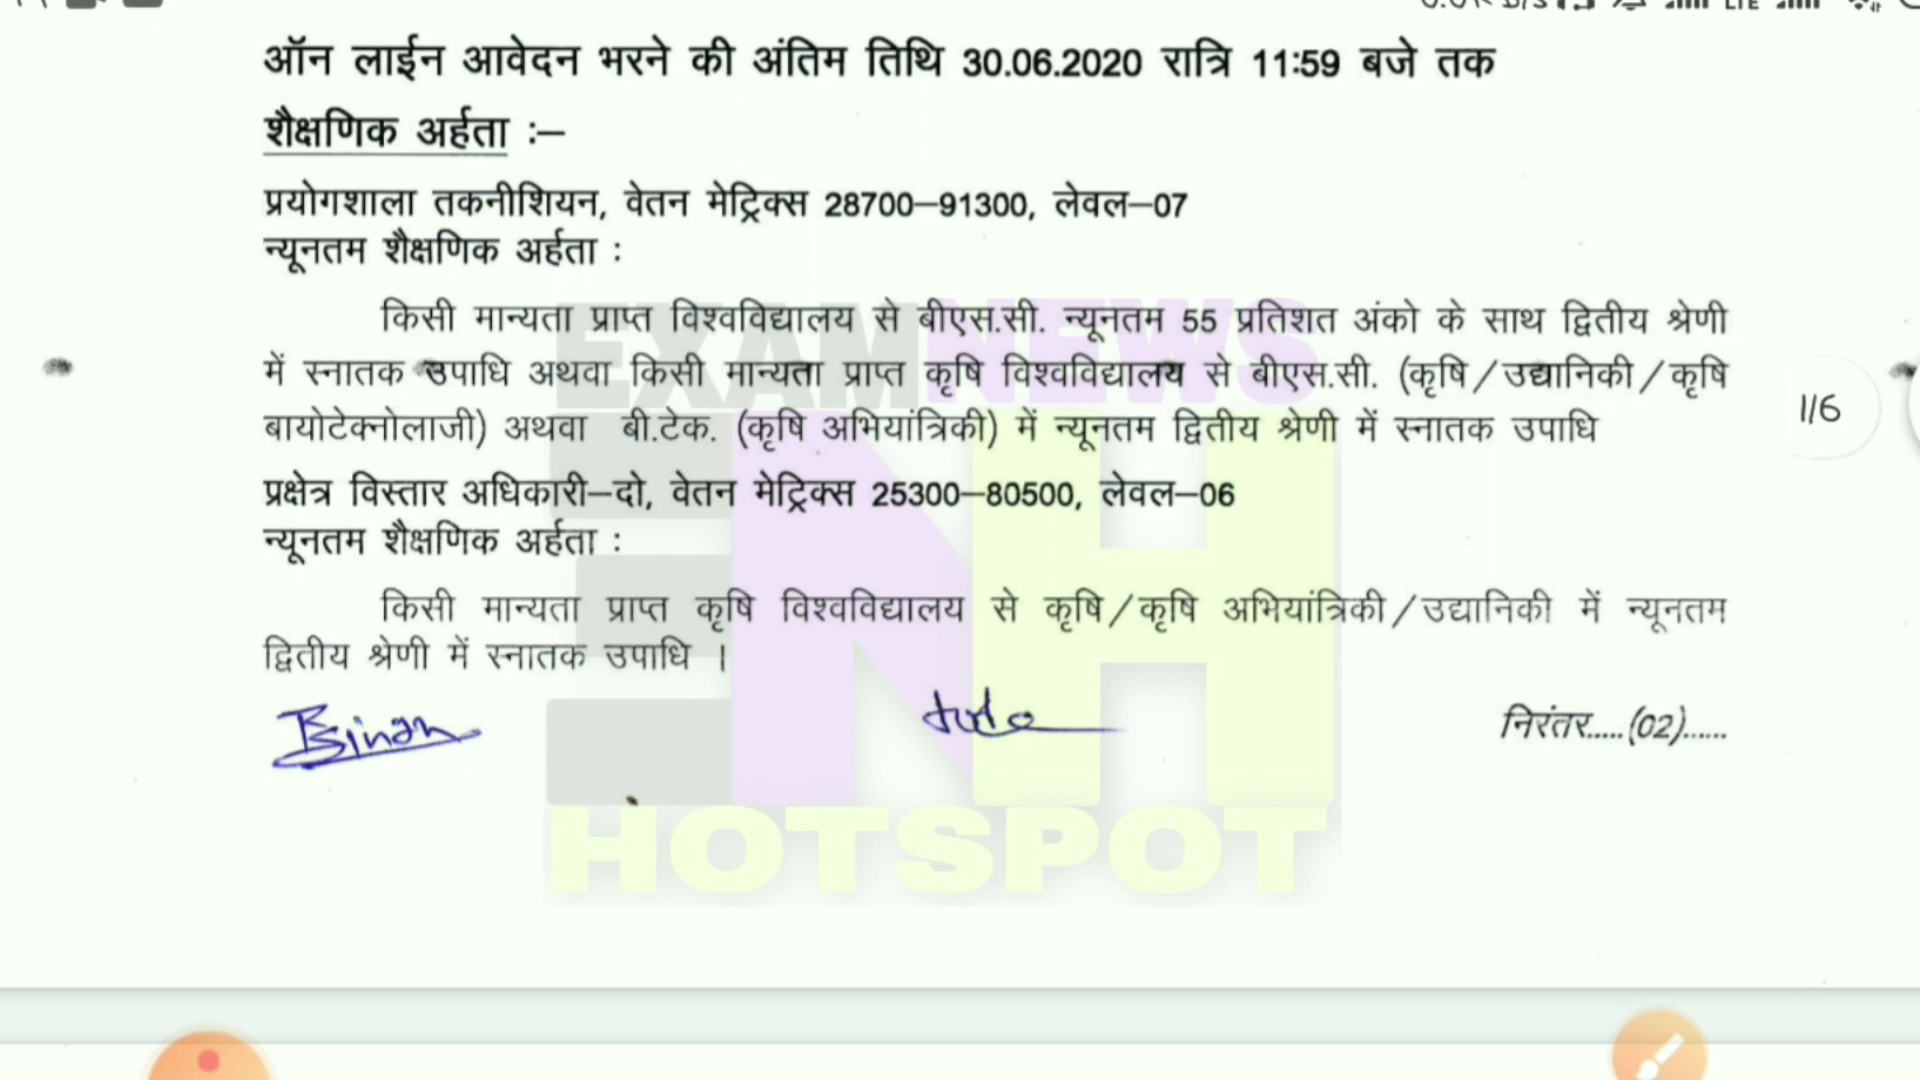 ऑन लाईन आवेदन भरने की अंतिम तिथि 30.06.2020 रात्रि 11:59 बजे तक
शैक्षणिक अर्हता :–
प्रयोगशाला तकनीशियन, वेतन मेट्रिक्स 28700–91300, लेवल–07
न्यूनतम शैक्षणिक अर्हता :
किसी मान्यता प्राप्त विश्वविद्यालय से बीएस.सी. न्यूनतम 55 प्रतिशत अंको के साथ द्वितीय श्रेणी
में स्नातक उपाधि अथवा किसी मान्यता प्राप्त कृषि विश्वविद्यालय से बीएस.सी. (कृषि/उद्यानिकी/कृषि
बायोटेक्नोलाजी) अथवा बी.टेक. (कृषि अभियांत्रिकी) में न्यूनतम द्वितीय श्रेणी में स्नातक उपाधि
1/6
प्रक्षेत्र विस्तार अधिकारी–दो, वेतन मेट्रिक्स 25300–80500, लेवल–06
न्यूनतम शैक्षणिक अर्हता :
किसी मान्यता प्राप्त कृषि विश्वविद्यालय से कृषि/कृषि अभियांत्रिकी/उद्यानिकी में न्यूनतम
द्वितीय श्रेणी में स्नातक उपाधि ।
निरंतर.....(02)......
EXAMNEWS
ENH
HOTSPOT